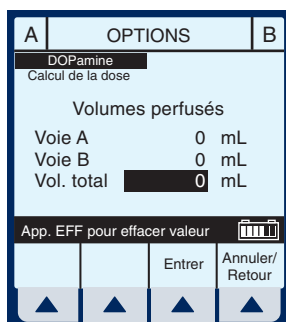 A OPTIONS B
DOPamine
Calcul de la dose
Volumes perfusés
Voie A 0 mL
Voie B 0 mL
Vol. total 0 mL
App. EFF pour effacer valeur
Entrer Annuler/
Retour